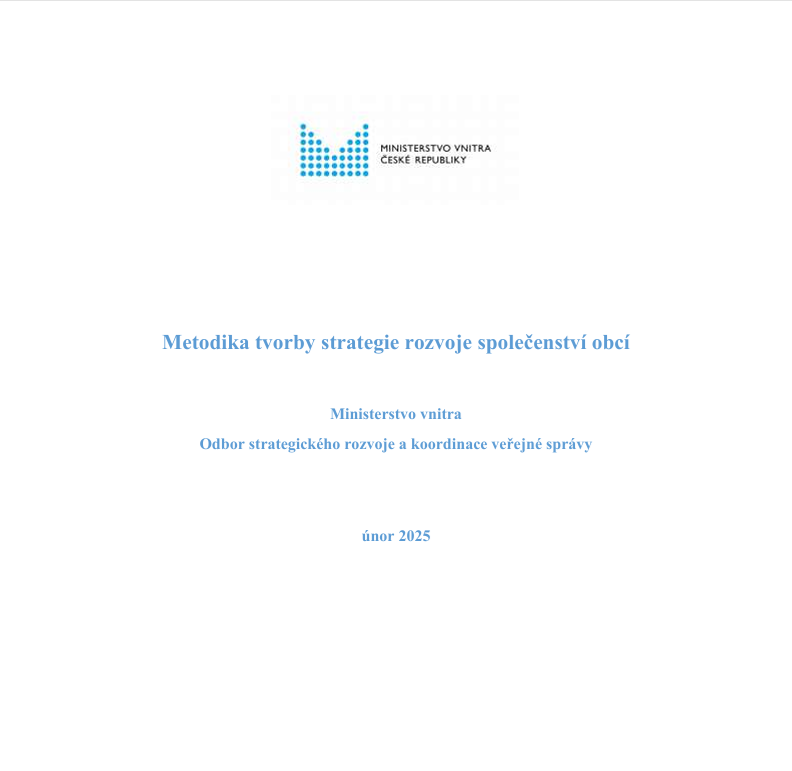 MINISTERSTVO VNITRA
ČESKÉ REPUBLIKY
Metodika tvorby strategie rozvoje společenství obcí
Ministerstvo vnitra
Odbor strategického rozvoje a koordinace veřejné správy
únor 2025